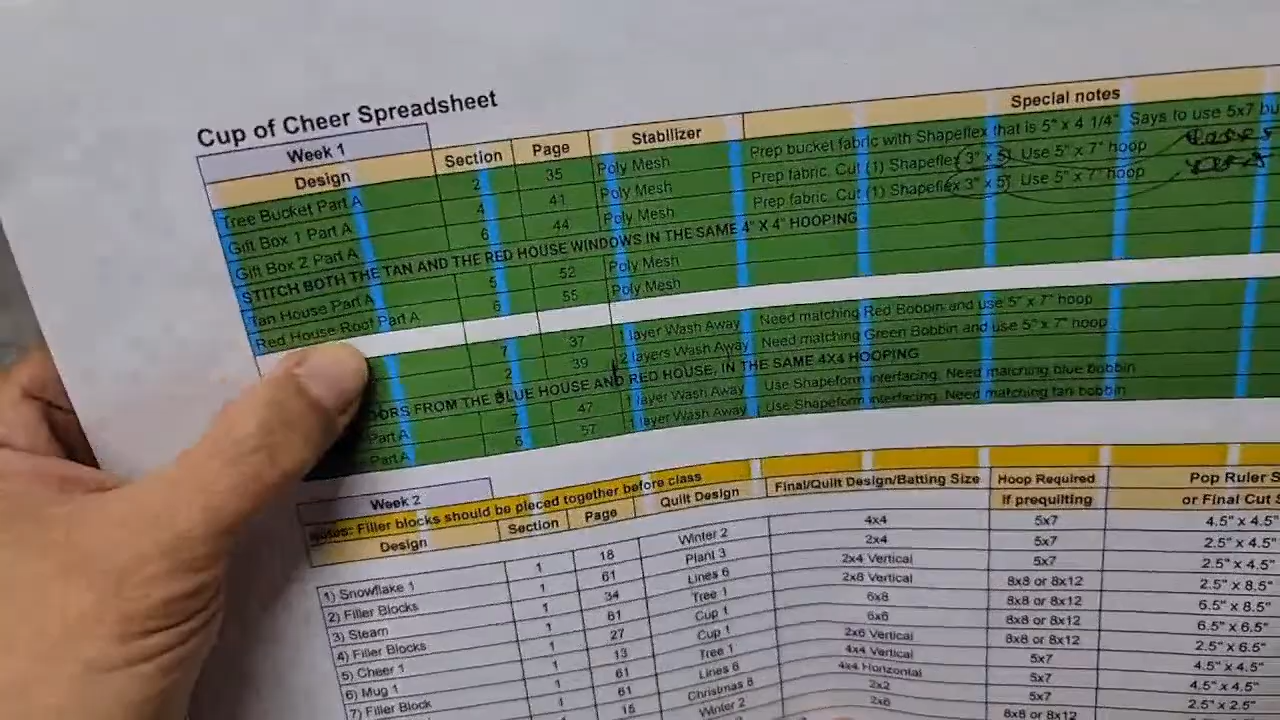 Cup of Cheer Spreadsheet
Week 1
Design Section Page Stabilizer Special notes
Tree Bucket Part A 2 35 Poly Mesh Prep bucket fabric with Shapeflex that is 5" x 4 1/4" Says to use 5x7 bu
Gift Box 1 Part A 4 41 Poly Mesh Prep fabric. Cut (1) Shapeflex 3" x 5". Use 5" x 7" hoop
Gift Box 2 Part A 6 44 Poly Mesh Prep fabric. Cut (1) Shapeflex 3" x 5". Use 5" x 7" hoop
STITCH BOTH THE TAN AND THE RED HOUSE WINDOWS IN THE SAME 4" X 4" HOOPING
Tan House Part A 5 52 Poly Mesh
Red House Roof Part A 6 55 Poly Mesh
7 37 1 layer Wash Away Need matching Red Bobbin and use 5" x 7" hoop
2 39 2 layers Wash Away Need matching Green Bobbin and use 5" x 7" hoop
OORS FROM THE BLUE HOUSE AND RED HOUSE, IN THE SAME 4X4 HOOPING
Part A 7 47 1 layer Wash Away Use Shapeform interfacing. Need matching blue bobbin
Part A 6 57 1 layer Wash Away Use Shapeform interfacing. Need matching tan bobbin
Week 2
Notes: Filler blocks should be pieced together before class
Design Section Page Quilt Design Final/Quilt Design/Batting Size Hoop Required If prequilting Pop Ruler S or Final Cut S
1) Snowflake 1 1 18 Winter 2 4x4 5x7 4.5" x 4.5"
2) Filler Blocks 1 61 Plant 3 2x4 5x7 2.5" x 4.5"
3) Steam 1 34 Lines 6 2x4 Vertical 5x7 2.5" x 4.5"
4) Filler Blocks 1 61 Tree 1 2x8 Vertical 8x8 or 8x12 2.5" x 8.5"
5) Cheer 1 1 27 Cup 1 6x8 8x8 or 8x12 6.5" x 8.5"
6) Mug 1 1 13 Cup 1 6x6 8x8 or 8x12 6.5" x 6.5"
7) Filler Block 1 61 Tree 1 2x6 Vertical 8x8 or 8x12 2.5" x 6.5"
61 Lines 6 4x4 Vertical 5x7 4.5" x 4.5"
15 Christmas 8 4x4 Horizontal 5x7 4.5" x 4.5"
Winter 2 2x2 5x7 2.5" x 2.5"
2x6 8x8 or 8x12